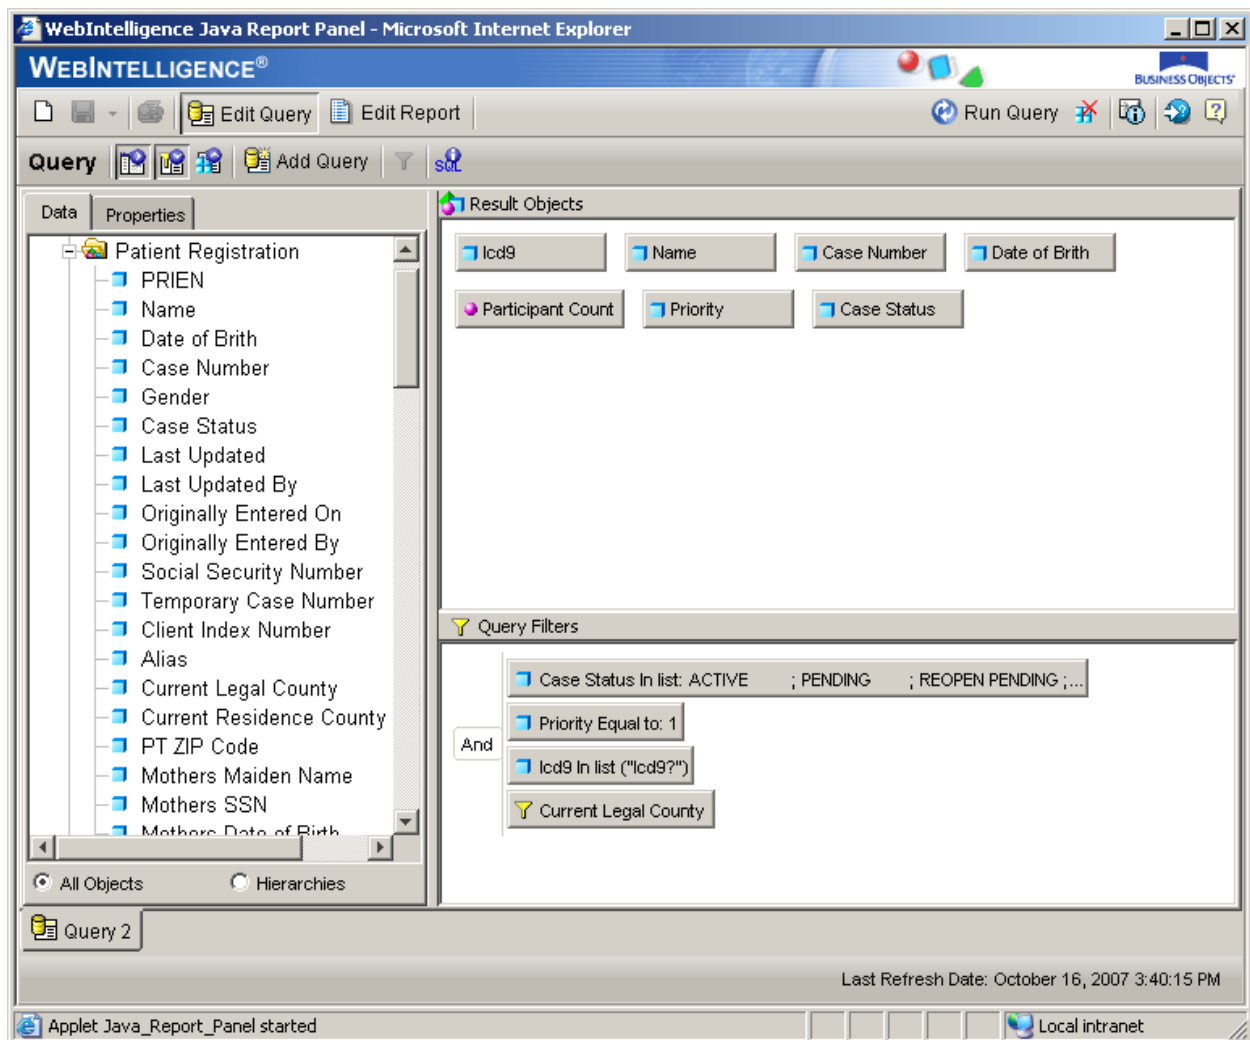 WebIntelligence Java Report Panel - Microsoft Internet Explorer
WEBINTELLIGENCE®
BUSINESS OBJECTS
Edit Query Edit Report Run Query
Query Add Query SQL
Data Properties
Patient Registration
PRIEN
Name
Date of Brith
Case Number
Gender
Case Status
Last Updated
Last Updated By
Originally Entered On
Originally Entered By
Social Security Number
Temporary Case Number
Client Index Number
Alias
Current Legal County
Current Residence County
PT ZIP Code
Mothers Maiden Name
Mothers SSN
Mothers Date of Birth
All Objects Hierarchies
Result Objects
Icd9 Name Case Number Date of Brith
Participant Count Priority Case Status
Query Filters
And
Case Status In list: ACTIVE ; PENDING ; REOPEN PENDING ;...
Priority Equal to: 1
Icd9 In list ("Icd9?")
Current Legal County
Query 2
Last Refresh Date: October 16, 2007 3:40:15 PM
Applet Java_Report_Panel started Local intranet